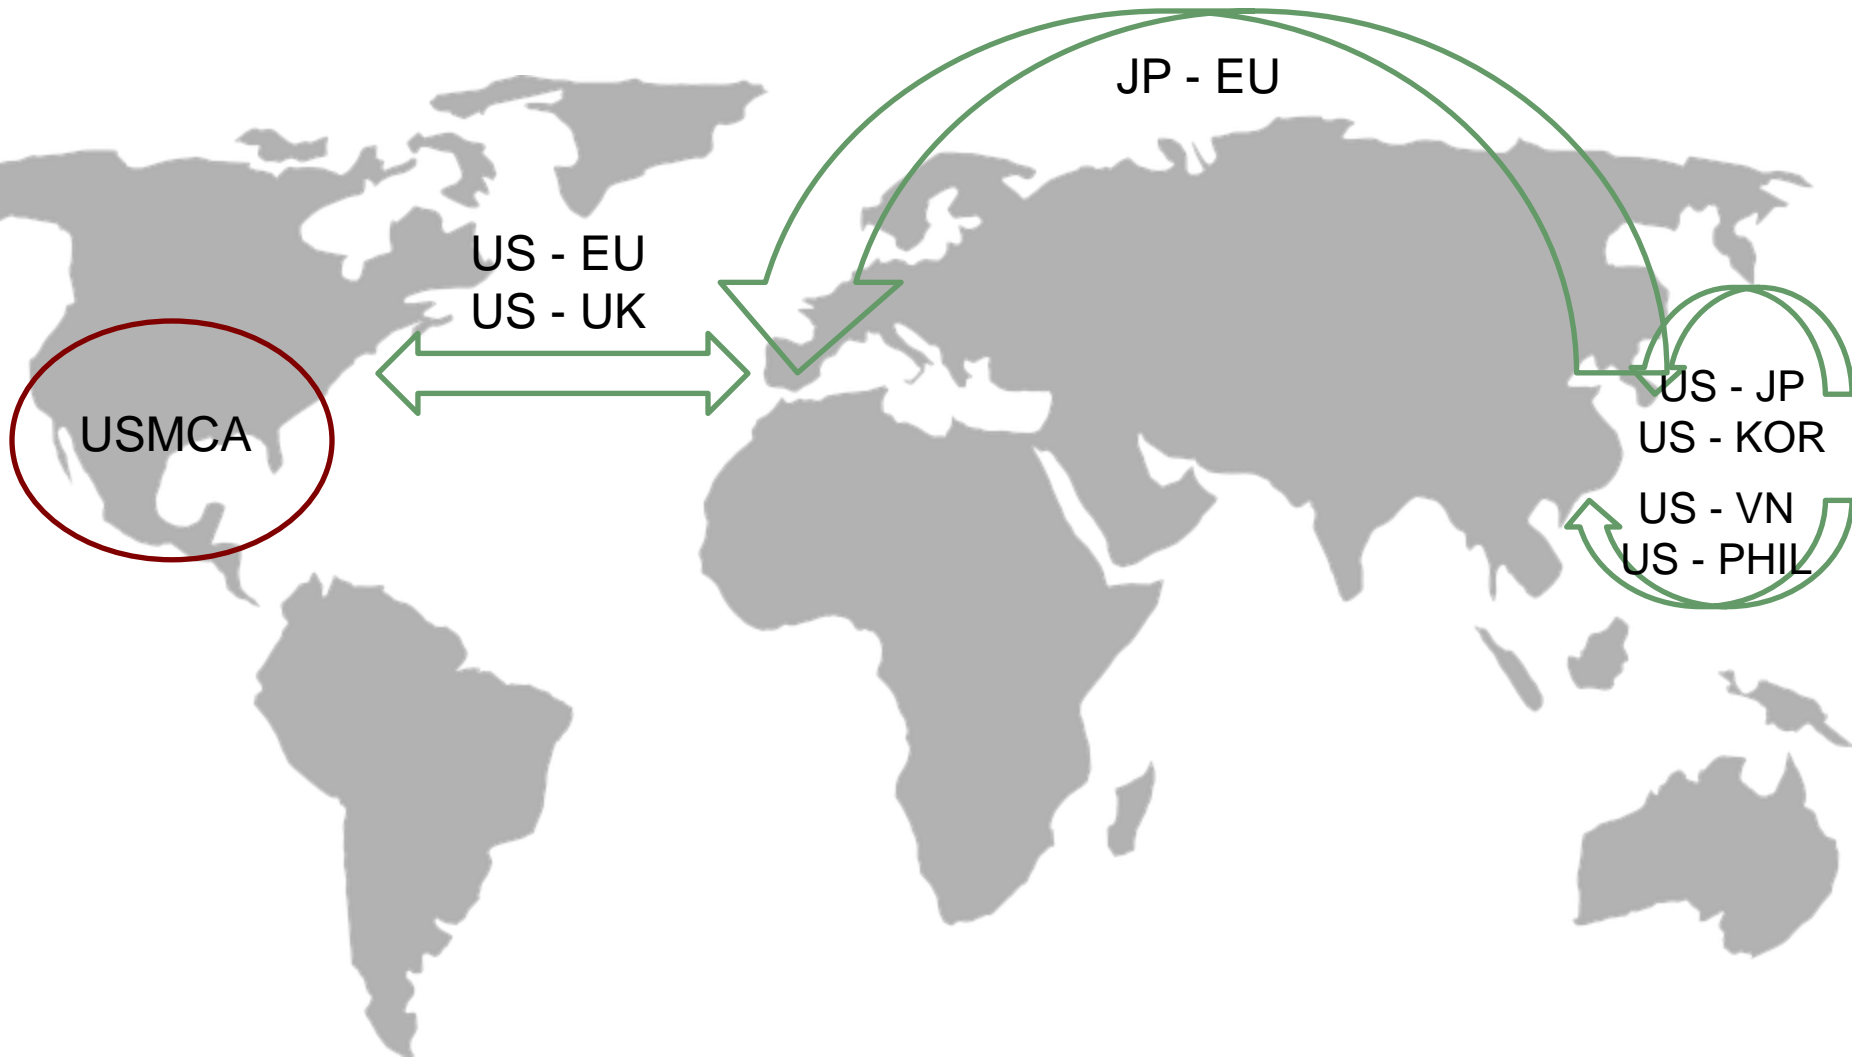 JP - EU
US - EU
US - UK
USMCA
US - JP
US - KOR
US - VN
US - PHIL